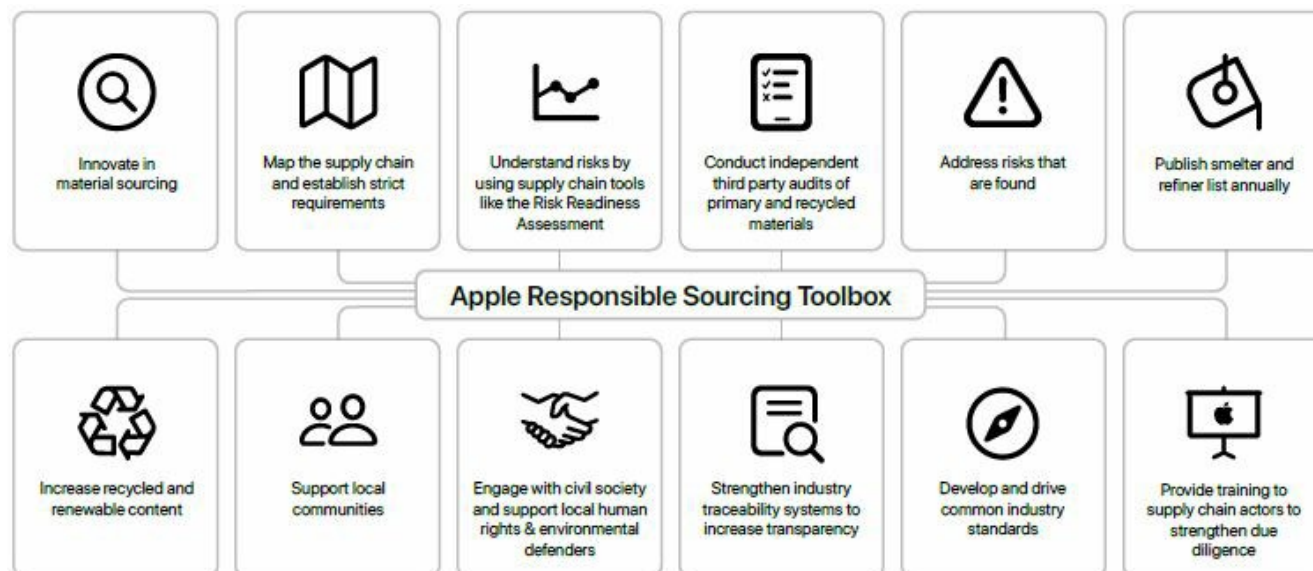 Innovate in
material sourcing
Map the supply chain
and establish strict
requirements
Understand risks by
using supply chain tools
like the Risk Readiness
Assessment
Conduct independent
third party audits of
primary and recycled
materials
Address risks that
are found
Publish smelter and
refiner list annually
Apple Responsible Sourcing Toolbox
Increase recycled and
renewable content
Support local
communities
Engage with civil society
and support local human
rights & environmental
defenders
Strengthen industry
traceability systems to
increase transparency
Develop and drive
common industry
standards
Provide training to
supply chain actors to
strengthen due
diligence